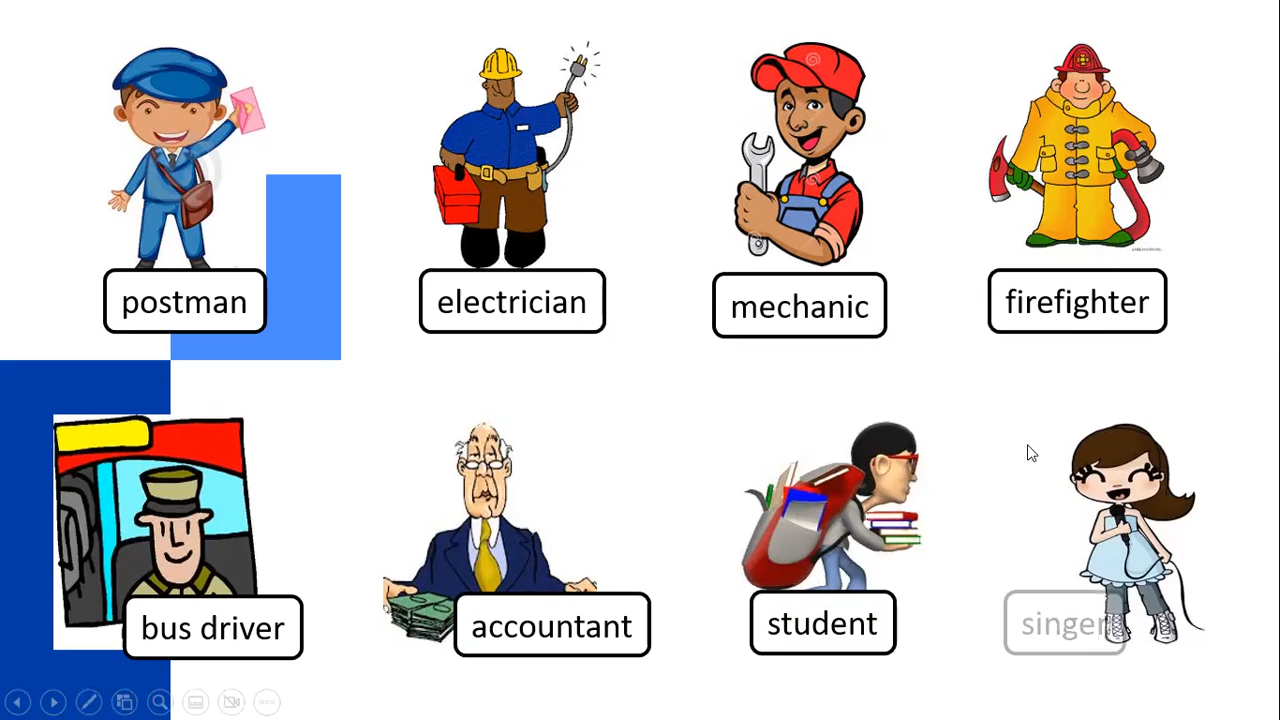 postman
electrician
mechanic
firefighter
bus driver
accountant
student
singer